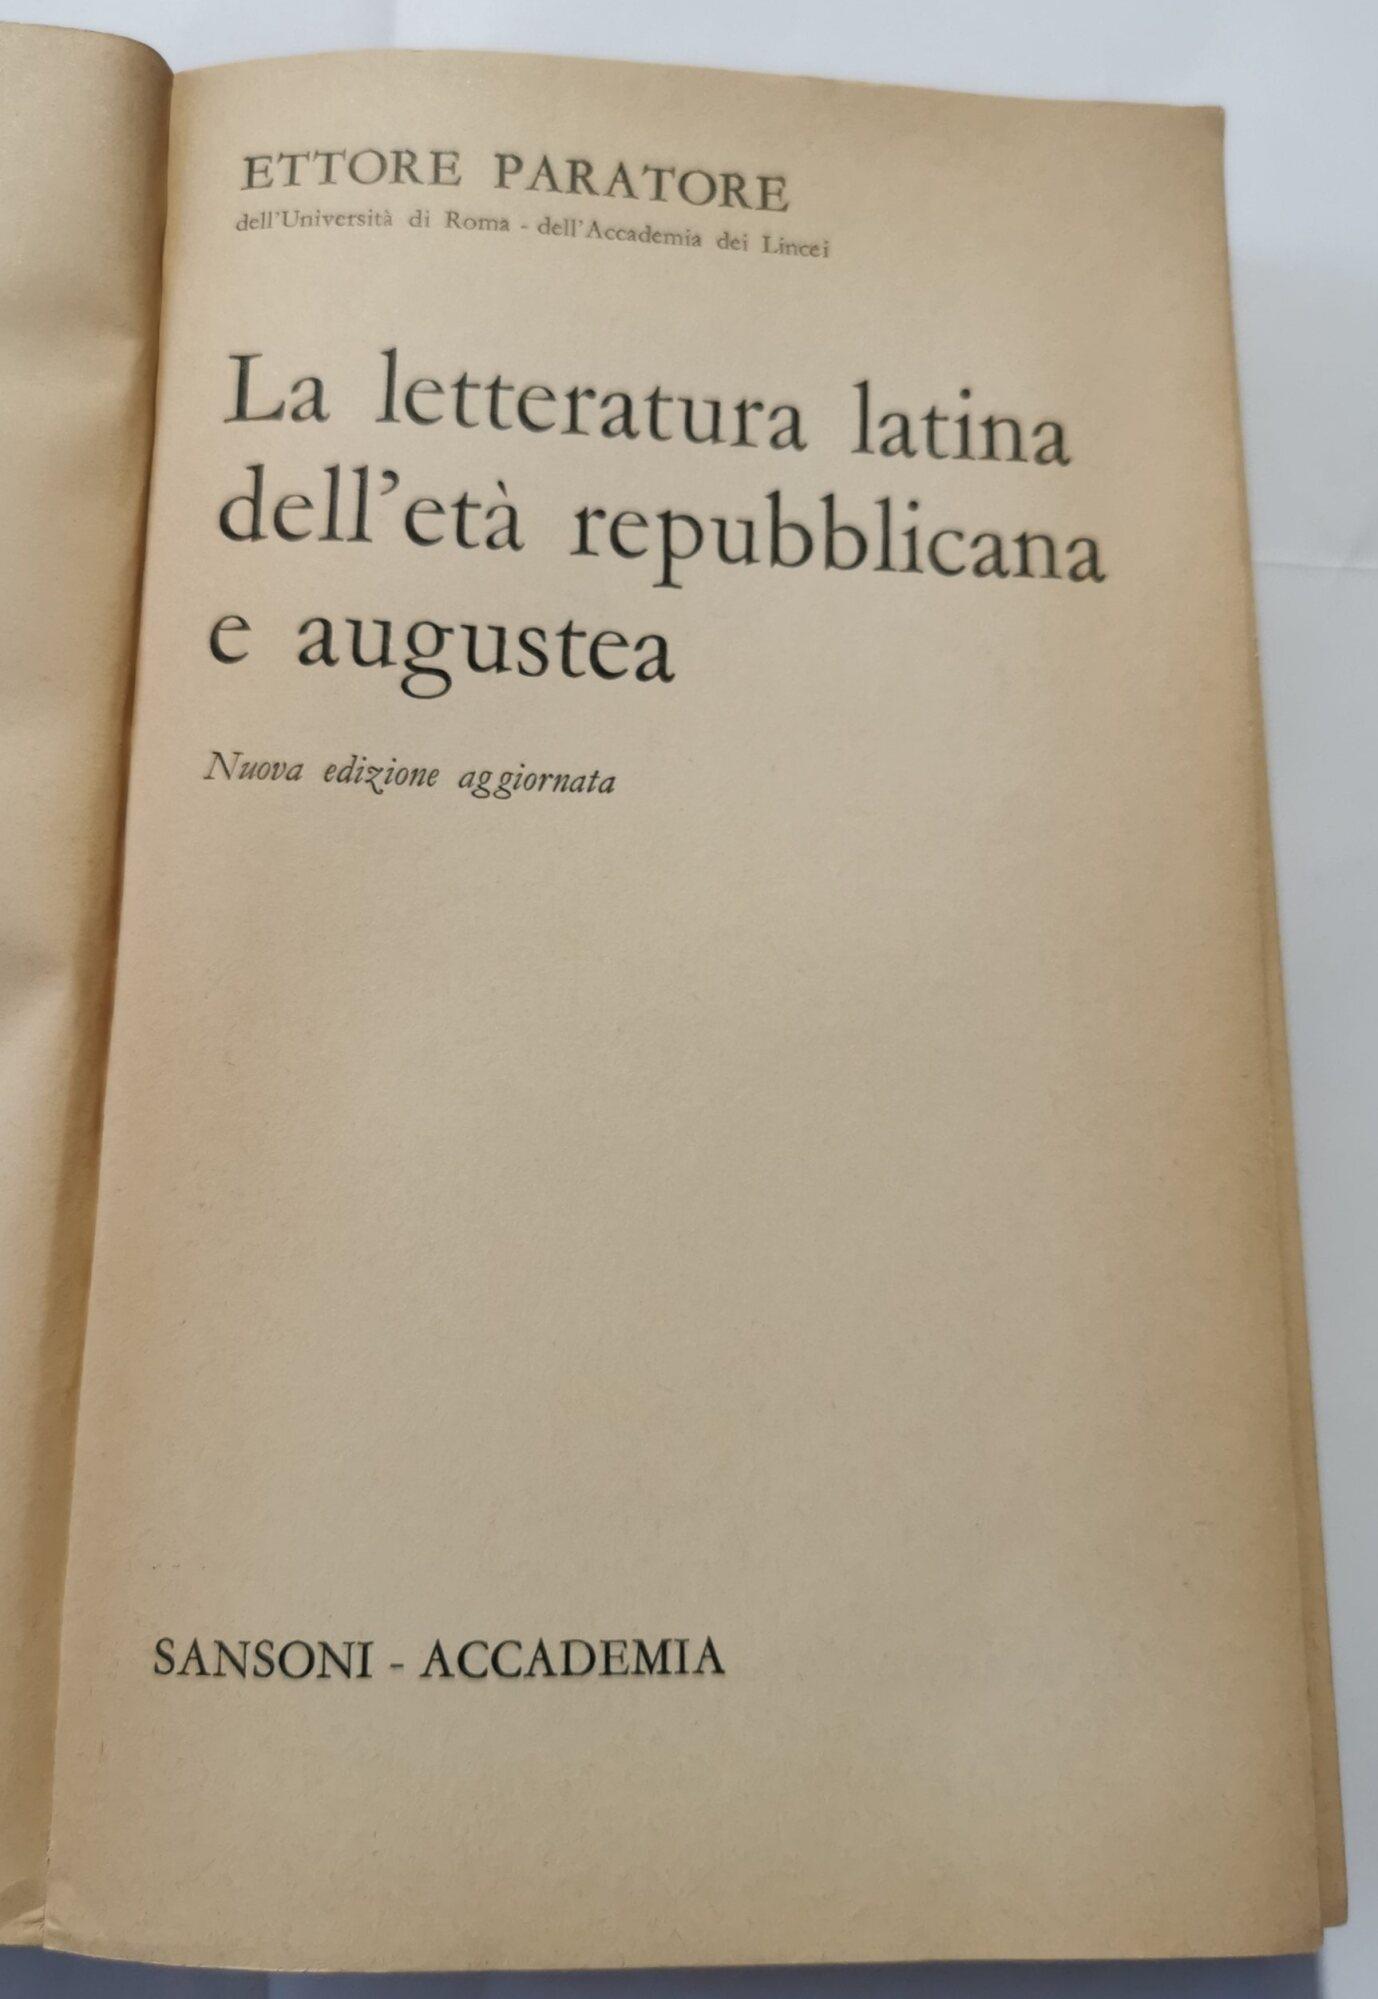 ETTORE PARATORE
dell'Università di Roma - dell'Accademia dei Lincei
La letteratura latina
dell'età repubblicana
e augustea
Nuova edizione aggiornata
SANSONI - ACCADEMIA